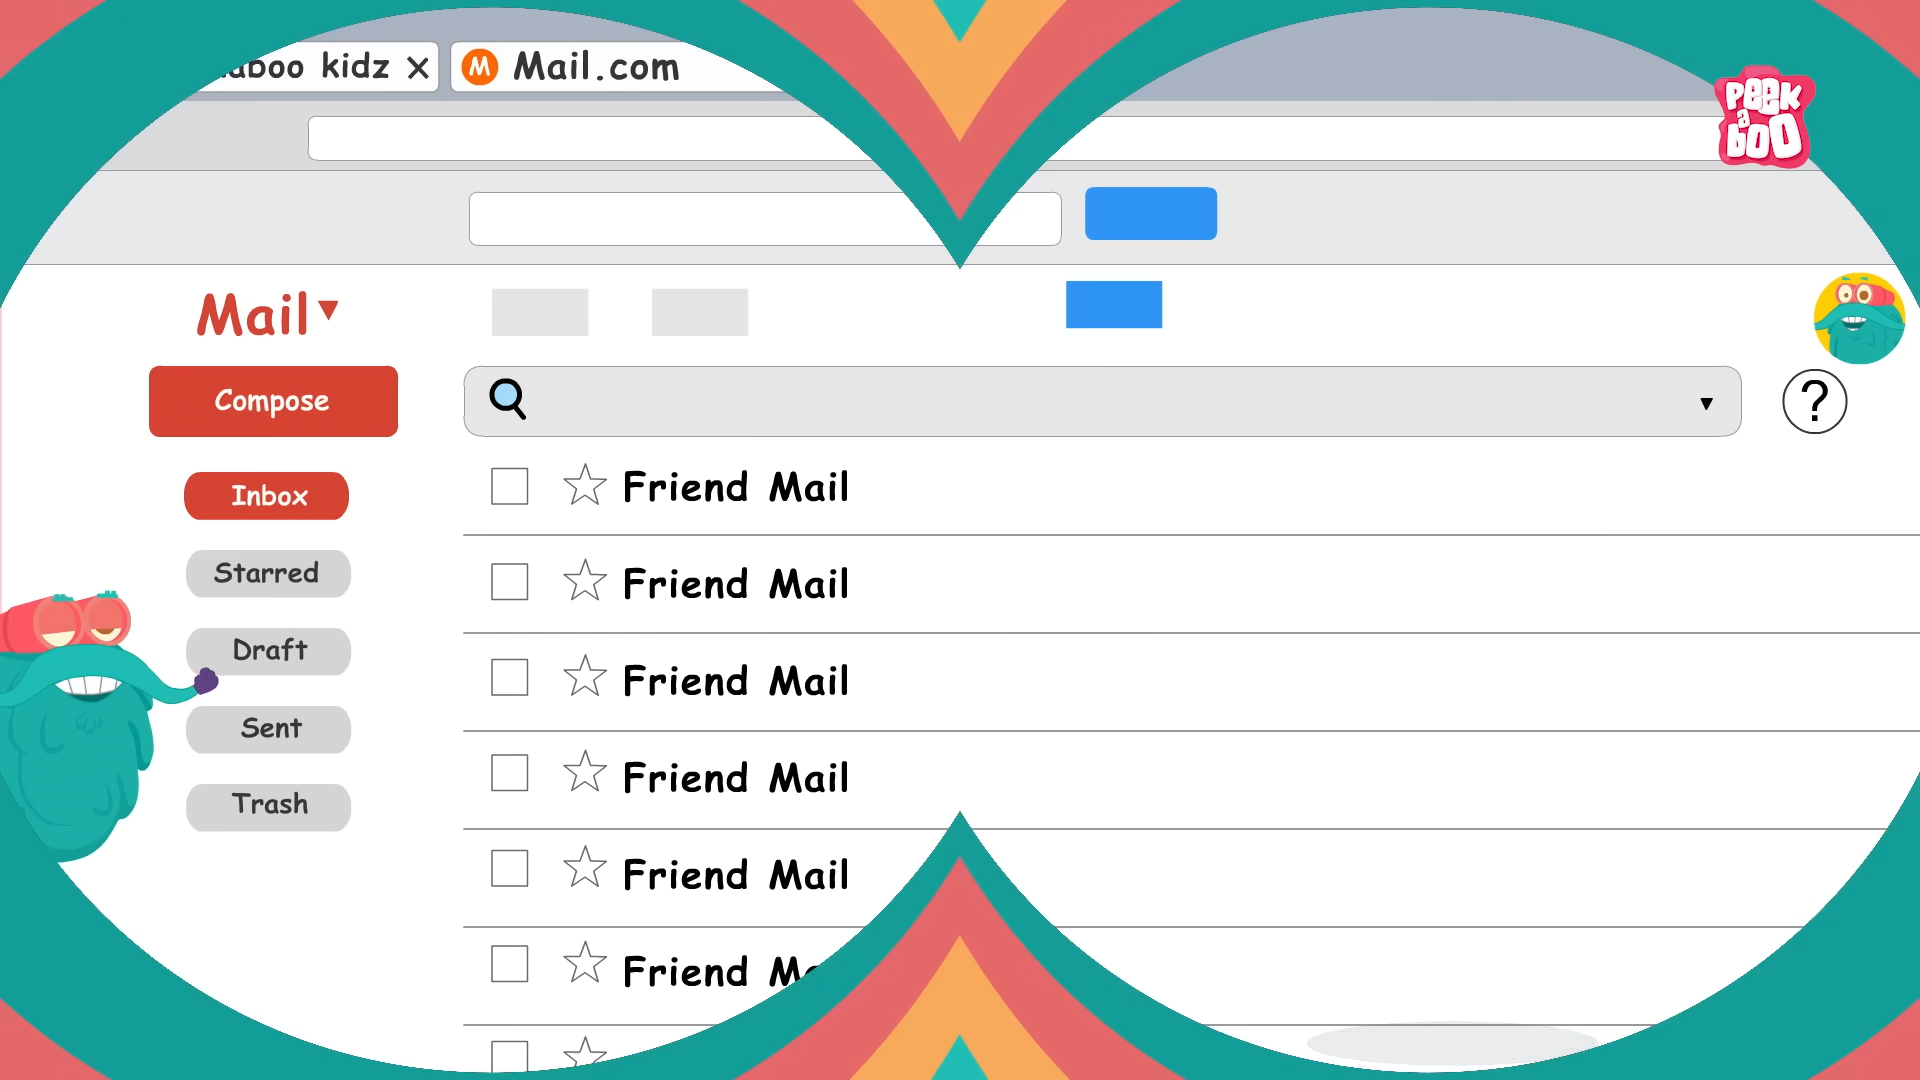 kidz X
M Mail.com
peek
a
boo
Mail
Compose
?
Inbox
Friend Mail
Starred
Friend Mail
Draft
Friend Mail
Sent
Friend Mail
Trash
Friend Mail
Friend